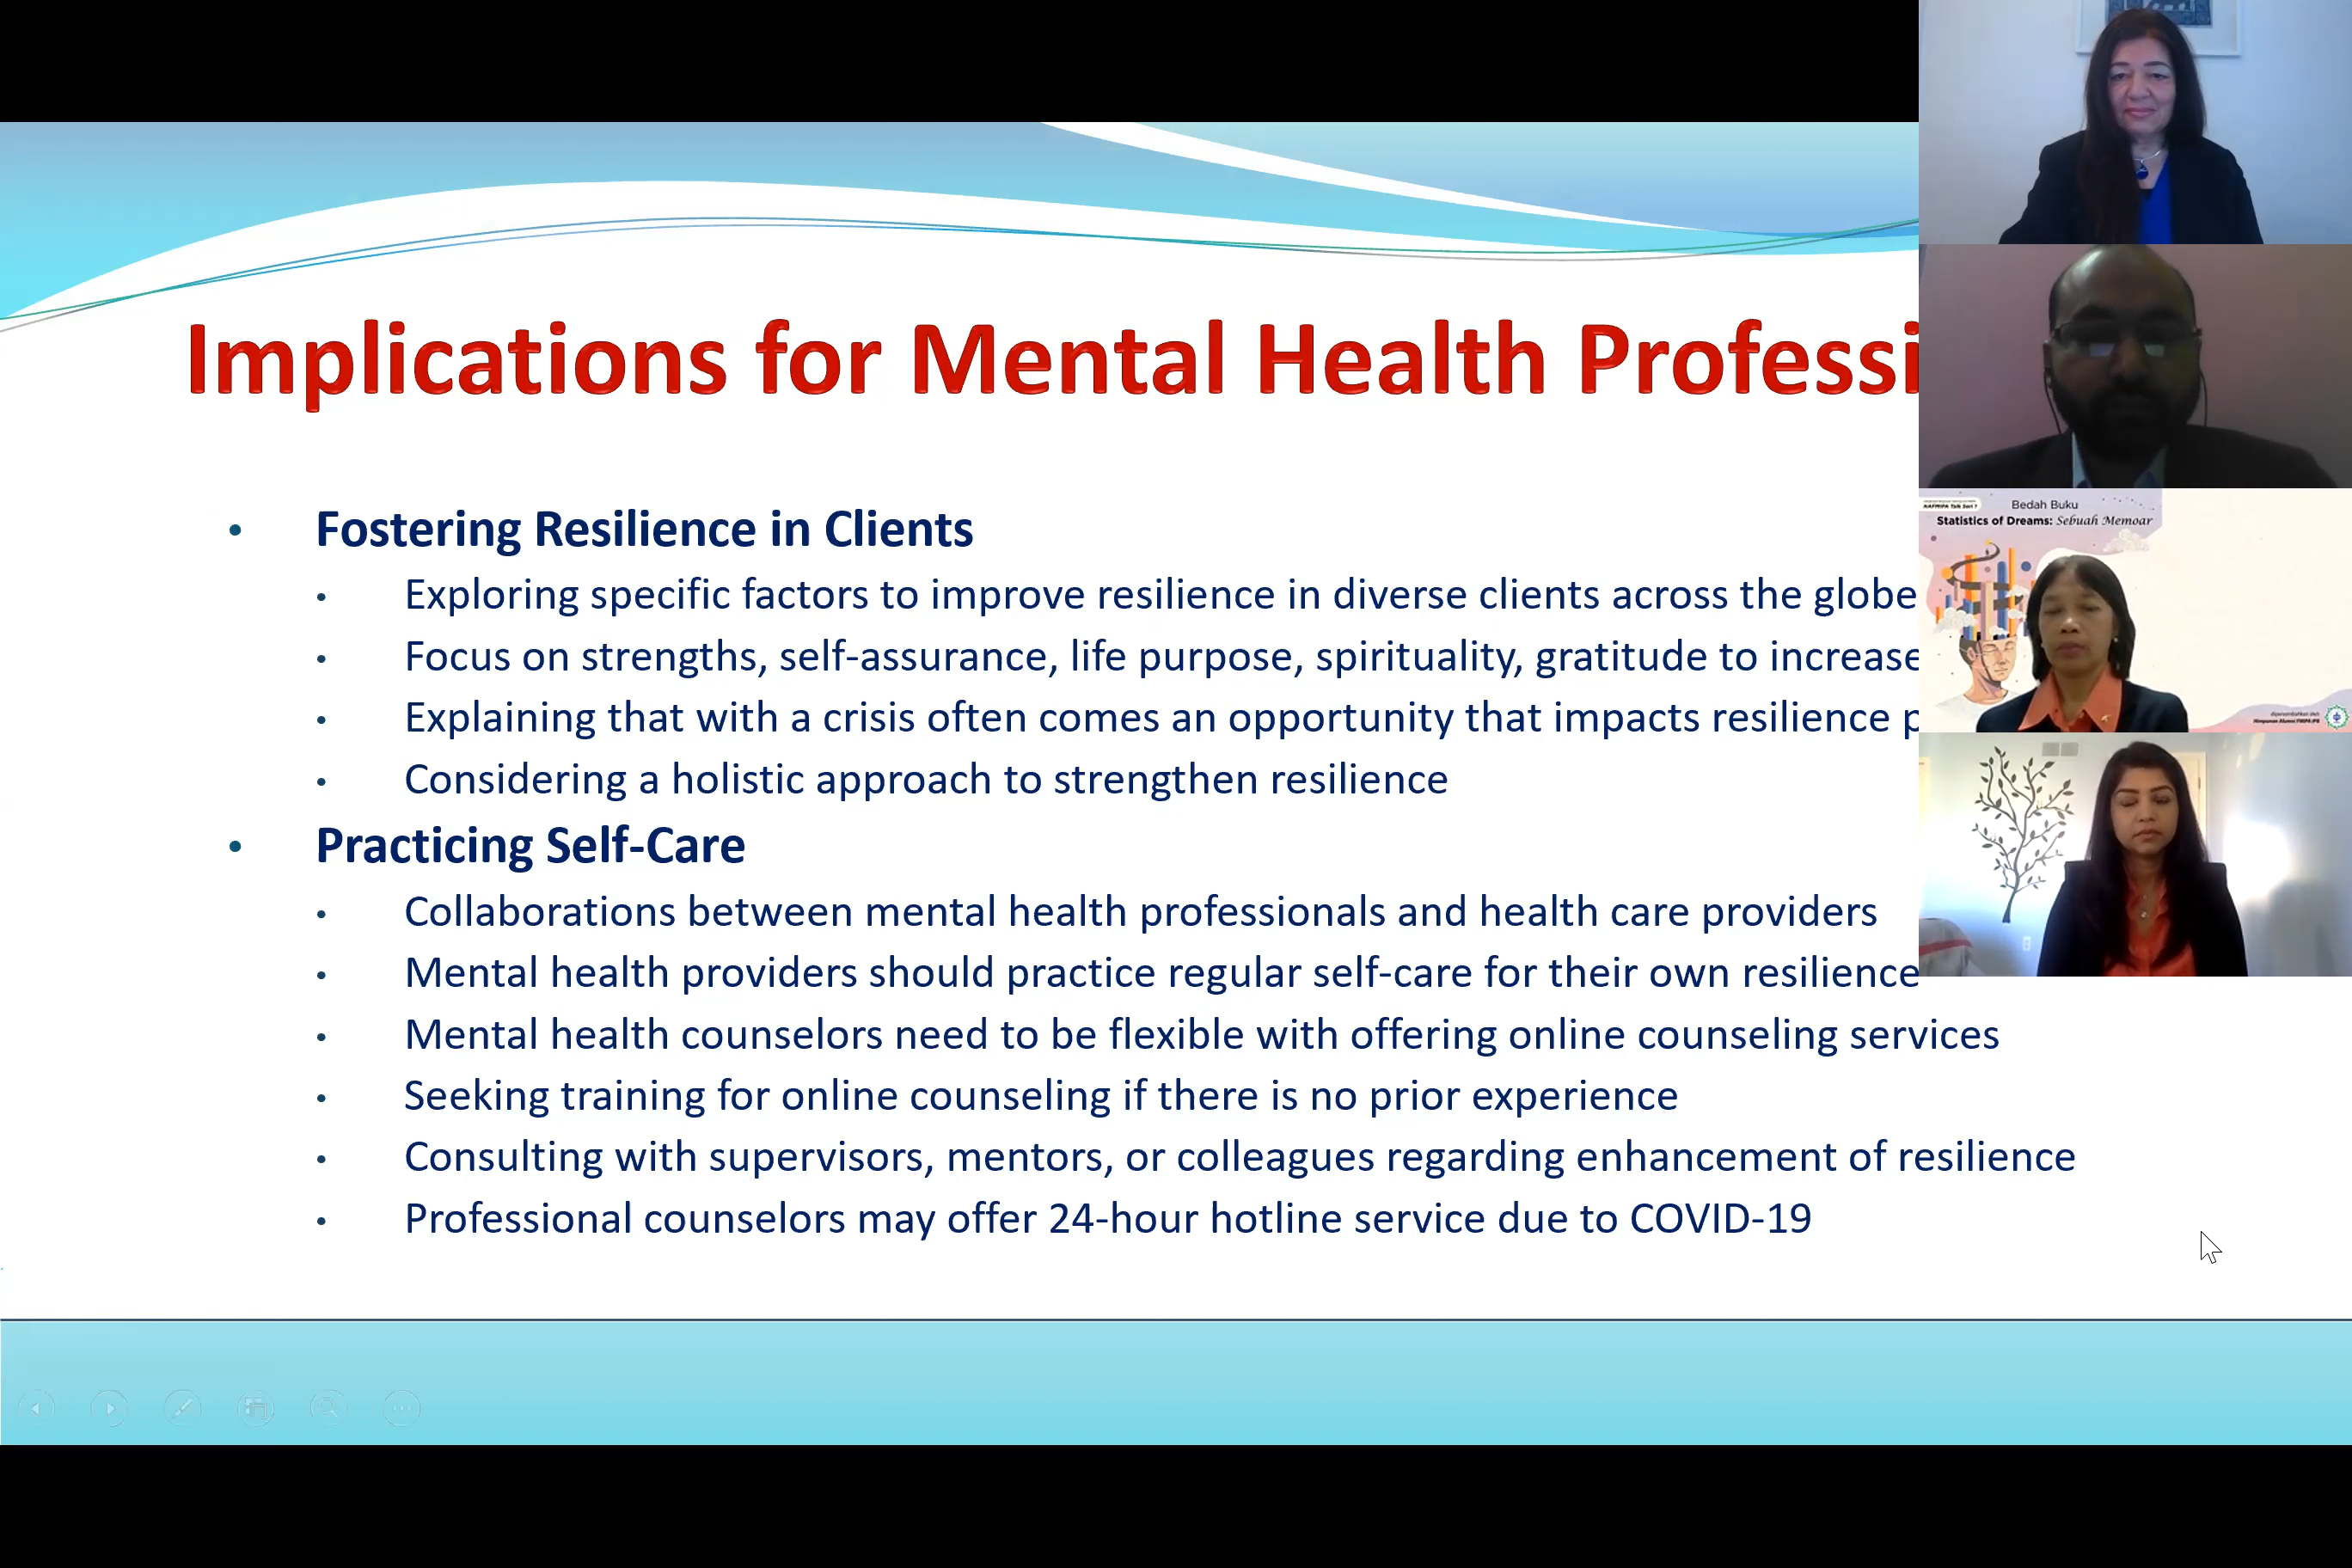 Implications for Mental Health Professi
• Fostering Resilience in Clients
• Exploring specific factors to improve resilience in diverse clients across the globe
• Focus on strengths, self-assurance, life purpose, spirituality, gratitude to increase
• Explaining that with a crisis often comes an opportunity that impacts resilience p
• Considering a holistic approach to strengthen resilience
• Practicing Self-Care
• Collaborations between mental health professionals and health care providers
• Mental health providers should practice regular self-care for their own resilience
• Mental health counselors need to be flexible with offering online counseling services
• Seeking training for online counseling if there is no prior experience
• Consulting with supervisors, mentors, or colleagues regarding enhancement of resilience
• Professional counselors may offer 24-hour hotline service due to COVID-19
Bedah Buku
Statistics of Dreams: Sebuah Memoar
Himpunan Alumni FMIPA IPB